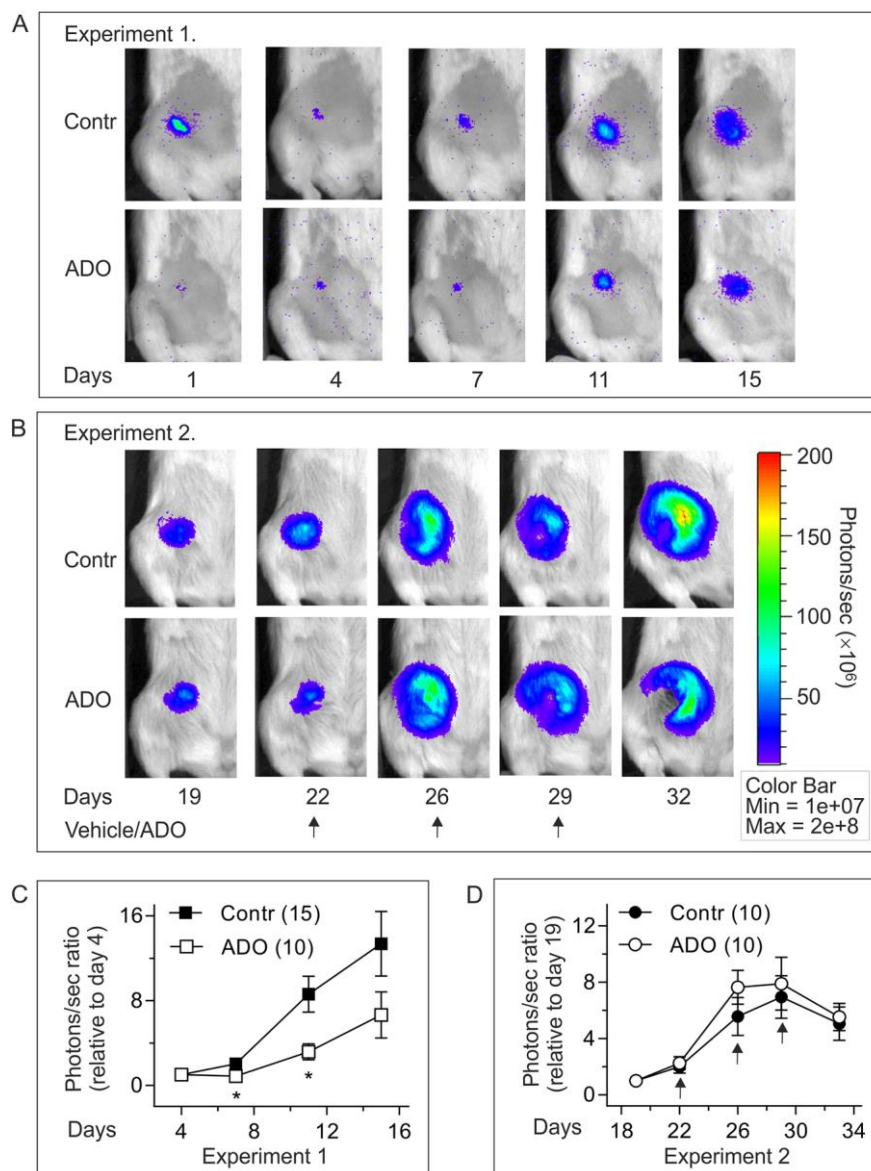 A
Experiment 1.
Contr
ADO
Days 1 4 7 11 15
B
Experiment 2.
Contr
ADO
Days 19 22 26 29 32
Vehicle/ADO
200
150
100
50
Photons/sec (×10⁶)
Color Bar
Min = 1e+07
Max = 2e+8
C
Contr (15)
ADO (10)
Photons/sec ratio
(relative to day 4)
16
8
0
* *
Days 4 8 12 16
Experiment 1
D
Contr (10)
ADO (10)
Photons/sec ratio
(relative to day 19)
12
8
4
0
Days 18 22 26 30 34
Experiment 2